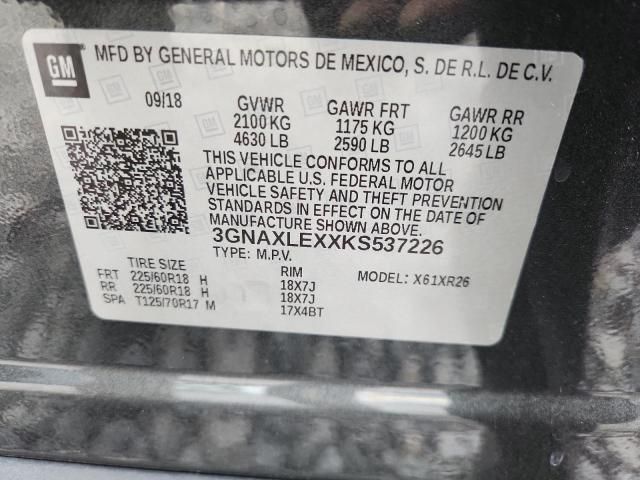 GM MFD BY GENERAL MOTORS DE MEXICO, S. DE R.L. DE C.V.
09/18 GVWR GAWR FRT GAWR RR
2100 KG 1175 KG 1200 KG
4630 LB 2590 LB 2645 LB
THIS VEHICLE CONFORMS TO ALL
APPLICABLE U.S. FEDERAL MOTOR
VEHICLE SAFETY AND THEFT PREVENTION
STANDARDS IN EFFECT ON THE DATE OF
MANUFACTURE SHOWN ABOVE.
3GNAXLEXXKS537226
TYPE: M.P.V.
TIRE SIZE RIM MODEL: X61XR26
FRT 225/60R18 H 18X7J
RR 225/60R18 H 18X7J
SPA T125/70R17 M 17X4BT